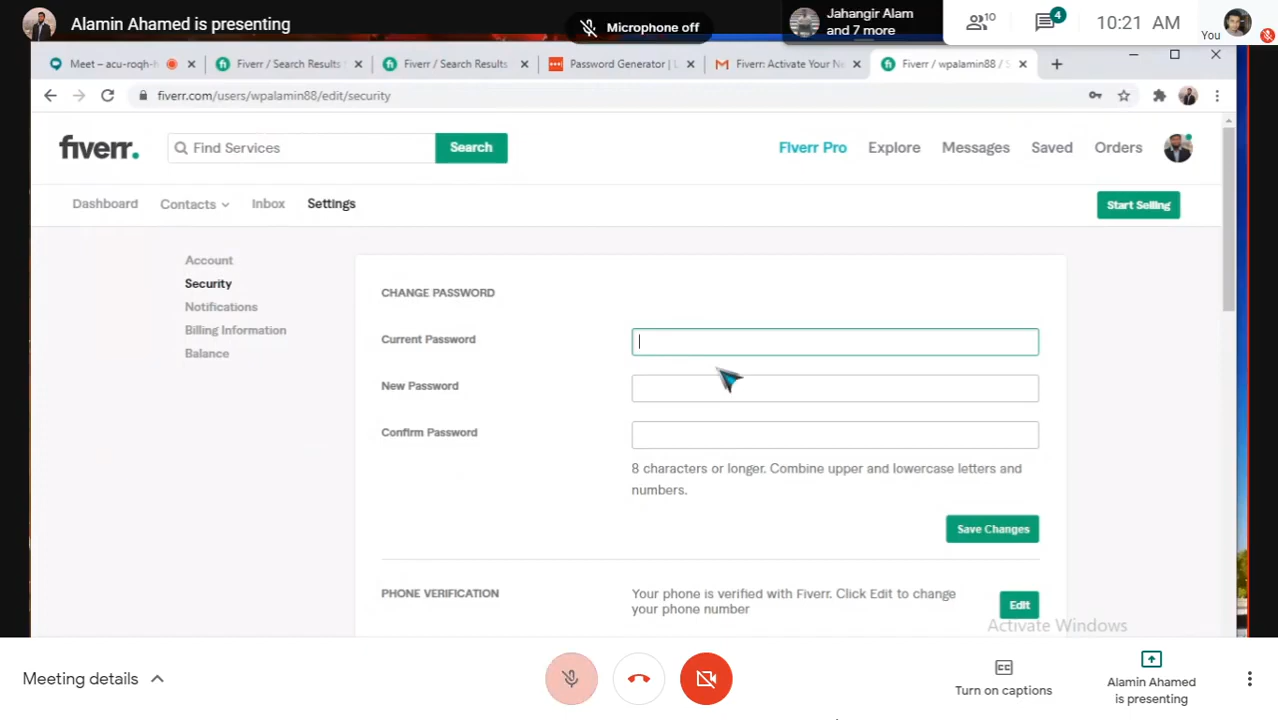 Alamin Ahamed is presenting
Microphone off
Jahangir Alam
and 7 more
10
4
10:21 AM
You
Meet – acu-roqh-
Fiverr / Search Results
Fiverr / Search Results
Password Generator | L
Gmail
Fiverr: Activate Your Ne
Fiverr / wpalamin88 / S
fiverr.com/users/wpalamin88/edit/security
fiverr.
Find Services
Search
Fiverr Pro
Explore
Messages
Saved
Orders
Dashboard
Contacts
Inbox
Settings
Start Selling
Account
Security
Notifications
Billing Information
Balance
CHANGE PASSWORD
Current Password
New Password
Confirm Password
8 characters or longer. Combine upper and lowercase letters and
numbers.
Save Changes
PHONE VERIFICATION
Your phone is verified with Fiverr. Click Edit to change
your phone number
Edit
Activate Windows
Meeting details
Turn on captions
Alamin Ahamed
is presenting